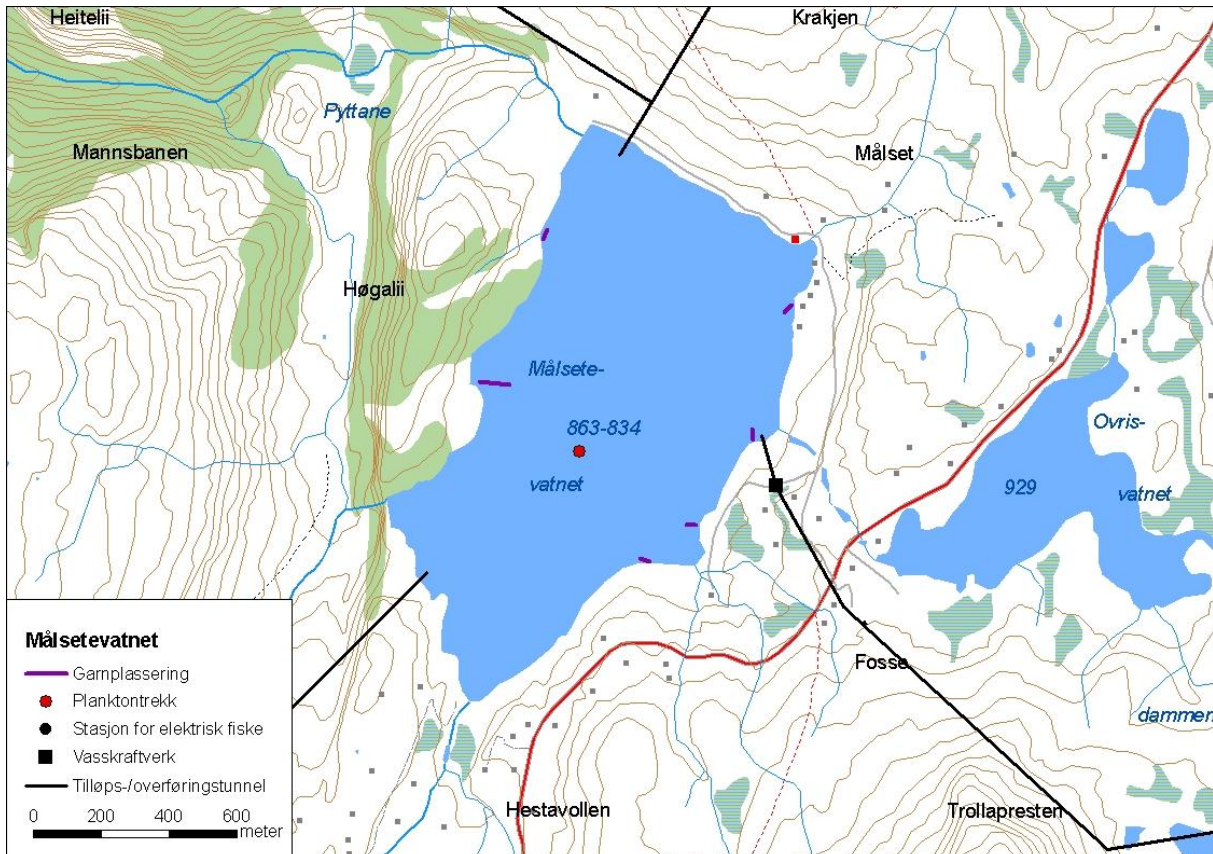 Heitelii
Krakjen
Pyttane
Mannsbanen
Målset
Høgalii
Målsete-
863-834
vatnet
Ovris-
929
vatnet
Fosse
dammen
Hestavollen
Trollapresten
Målsetevatnet
Garnplassering
Planktontrekk
Stasjon for elektrisk fiske
Vasskraftverk
Tilløps-/overføringstunnel
0 200 400 600
meter